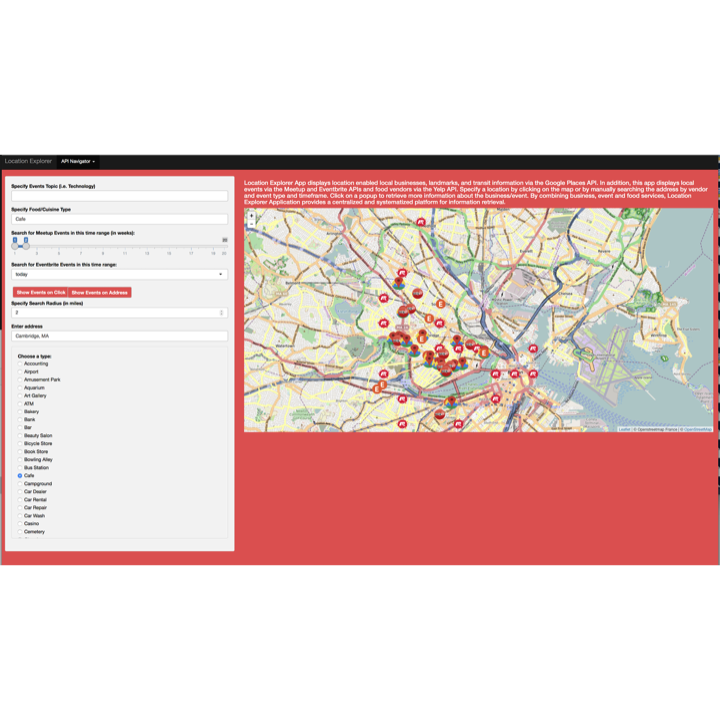 Location Explorer API Navigator
Specify Events Topic (i.e. Technology)
Specify Food/Cuisine Type
Cafe
Search for Meetup Events in this time range (in weeks):
Search for Eventbrite Events in this time range:
today
Show Events on Click Show Events on Address
Specify Search Radius (in miles)
2
Enter address
Cambridge, MA
Choose a type:
Accounting
Airport
Amusement Park
Aquarium
Art Gallery
ATM
Bakery
Bank
Bar
Beauty Salon
Bicycle Store
Book Store
Bowling Alley
Bus Station
Cafe
Campground
Car Dealer
Car Rental
Car Repair
Car Wash
Casino
Cemetery
Location Explorer App displays location enabled local businesses, landmarks, and transit information via the Google Places API. In addition, this app displays local
events via the Meetup and Eventbrite APIs and food vendors via the Yelp API. Specify a location by clicking on the map or by manually searching the address by vendor
and event type and timeframe. Click on a popup to retrieve more information about the business/event. By combining business, event and food services, Location
Explorer Application provides a centralized and systematized platform for information retrieval.
Winthrop
Chelsea
Revere
Watertown
Leaflet | © Openstreetmap France | © OpenStreetMap